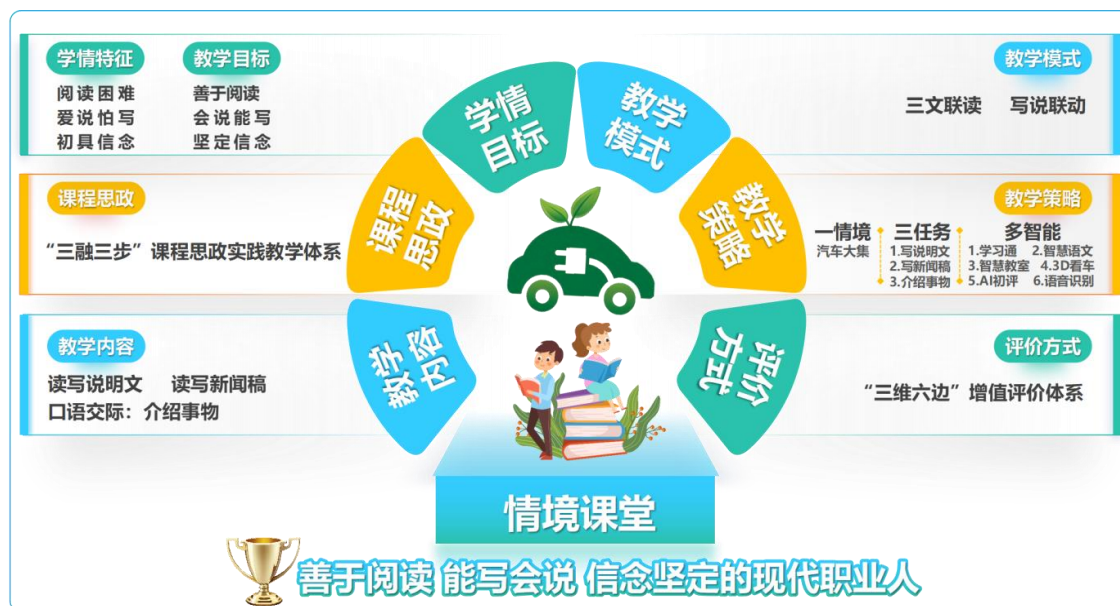 学情特征 教学目标
阅读困难 善于阅读
爱说怕写 会说能写
初具信念 坚定信念
课程思政
“三融三步”课程思政实践教学体系
教学内容
读写说明文 读写新闻稿
口语交际：介绍事物
学情
目标
教学
模式
课程
思政
教学
策略
教学
内容
评价
方式
教学模式
三文联读 写说联动
教学策略
一情境 三任务 多智能
汽车大集 1.写说明文 1.学习通 2.智慧语文
2.写新闻稿 3.智慧教室 4.3D看车
3.介绍事物 5.AI初评 6.语音识别
评价方式
“三维六边”增值评价体系
情境课堂
善于阅读 能写会说 信念坚定的现代职业人